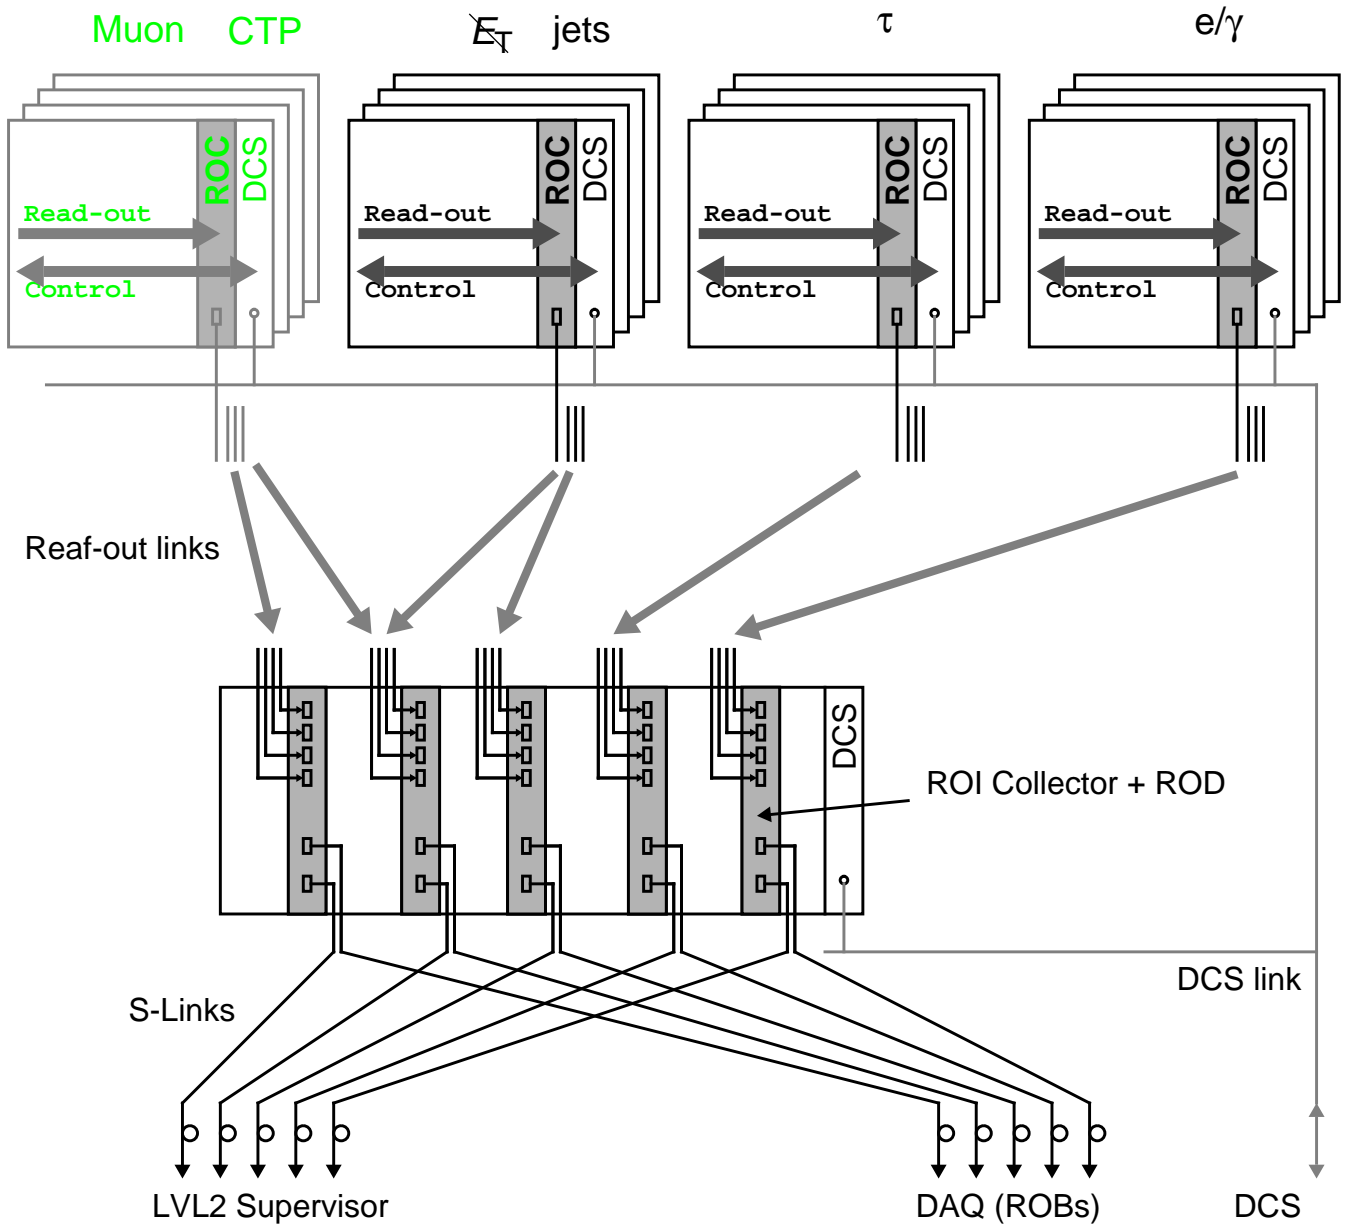 Muon CTP
E_T jets
τ
e/γ
ROC
DCS
Read-out
Control
ROC
DCS
Read-out
Control
ROC
DCS
Read-out
Control
ROC
DCS
Read-out
Control
Reaf-out links
DCS
ROI Collector + ROD
DCS link
S-Links
LVL2 Supervisor
DAQ (ROBs)
DCS